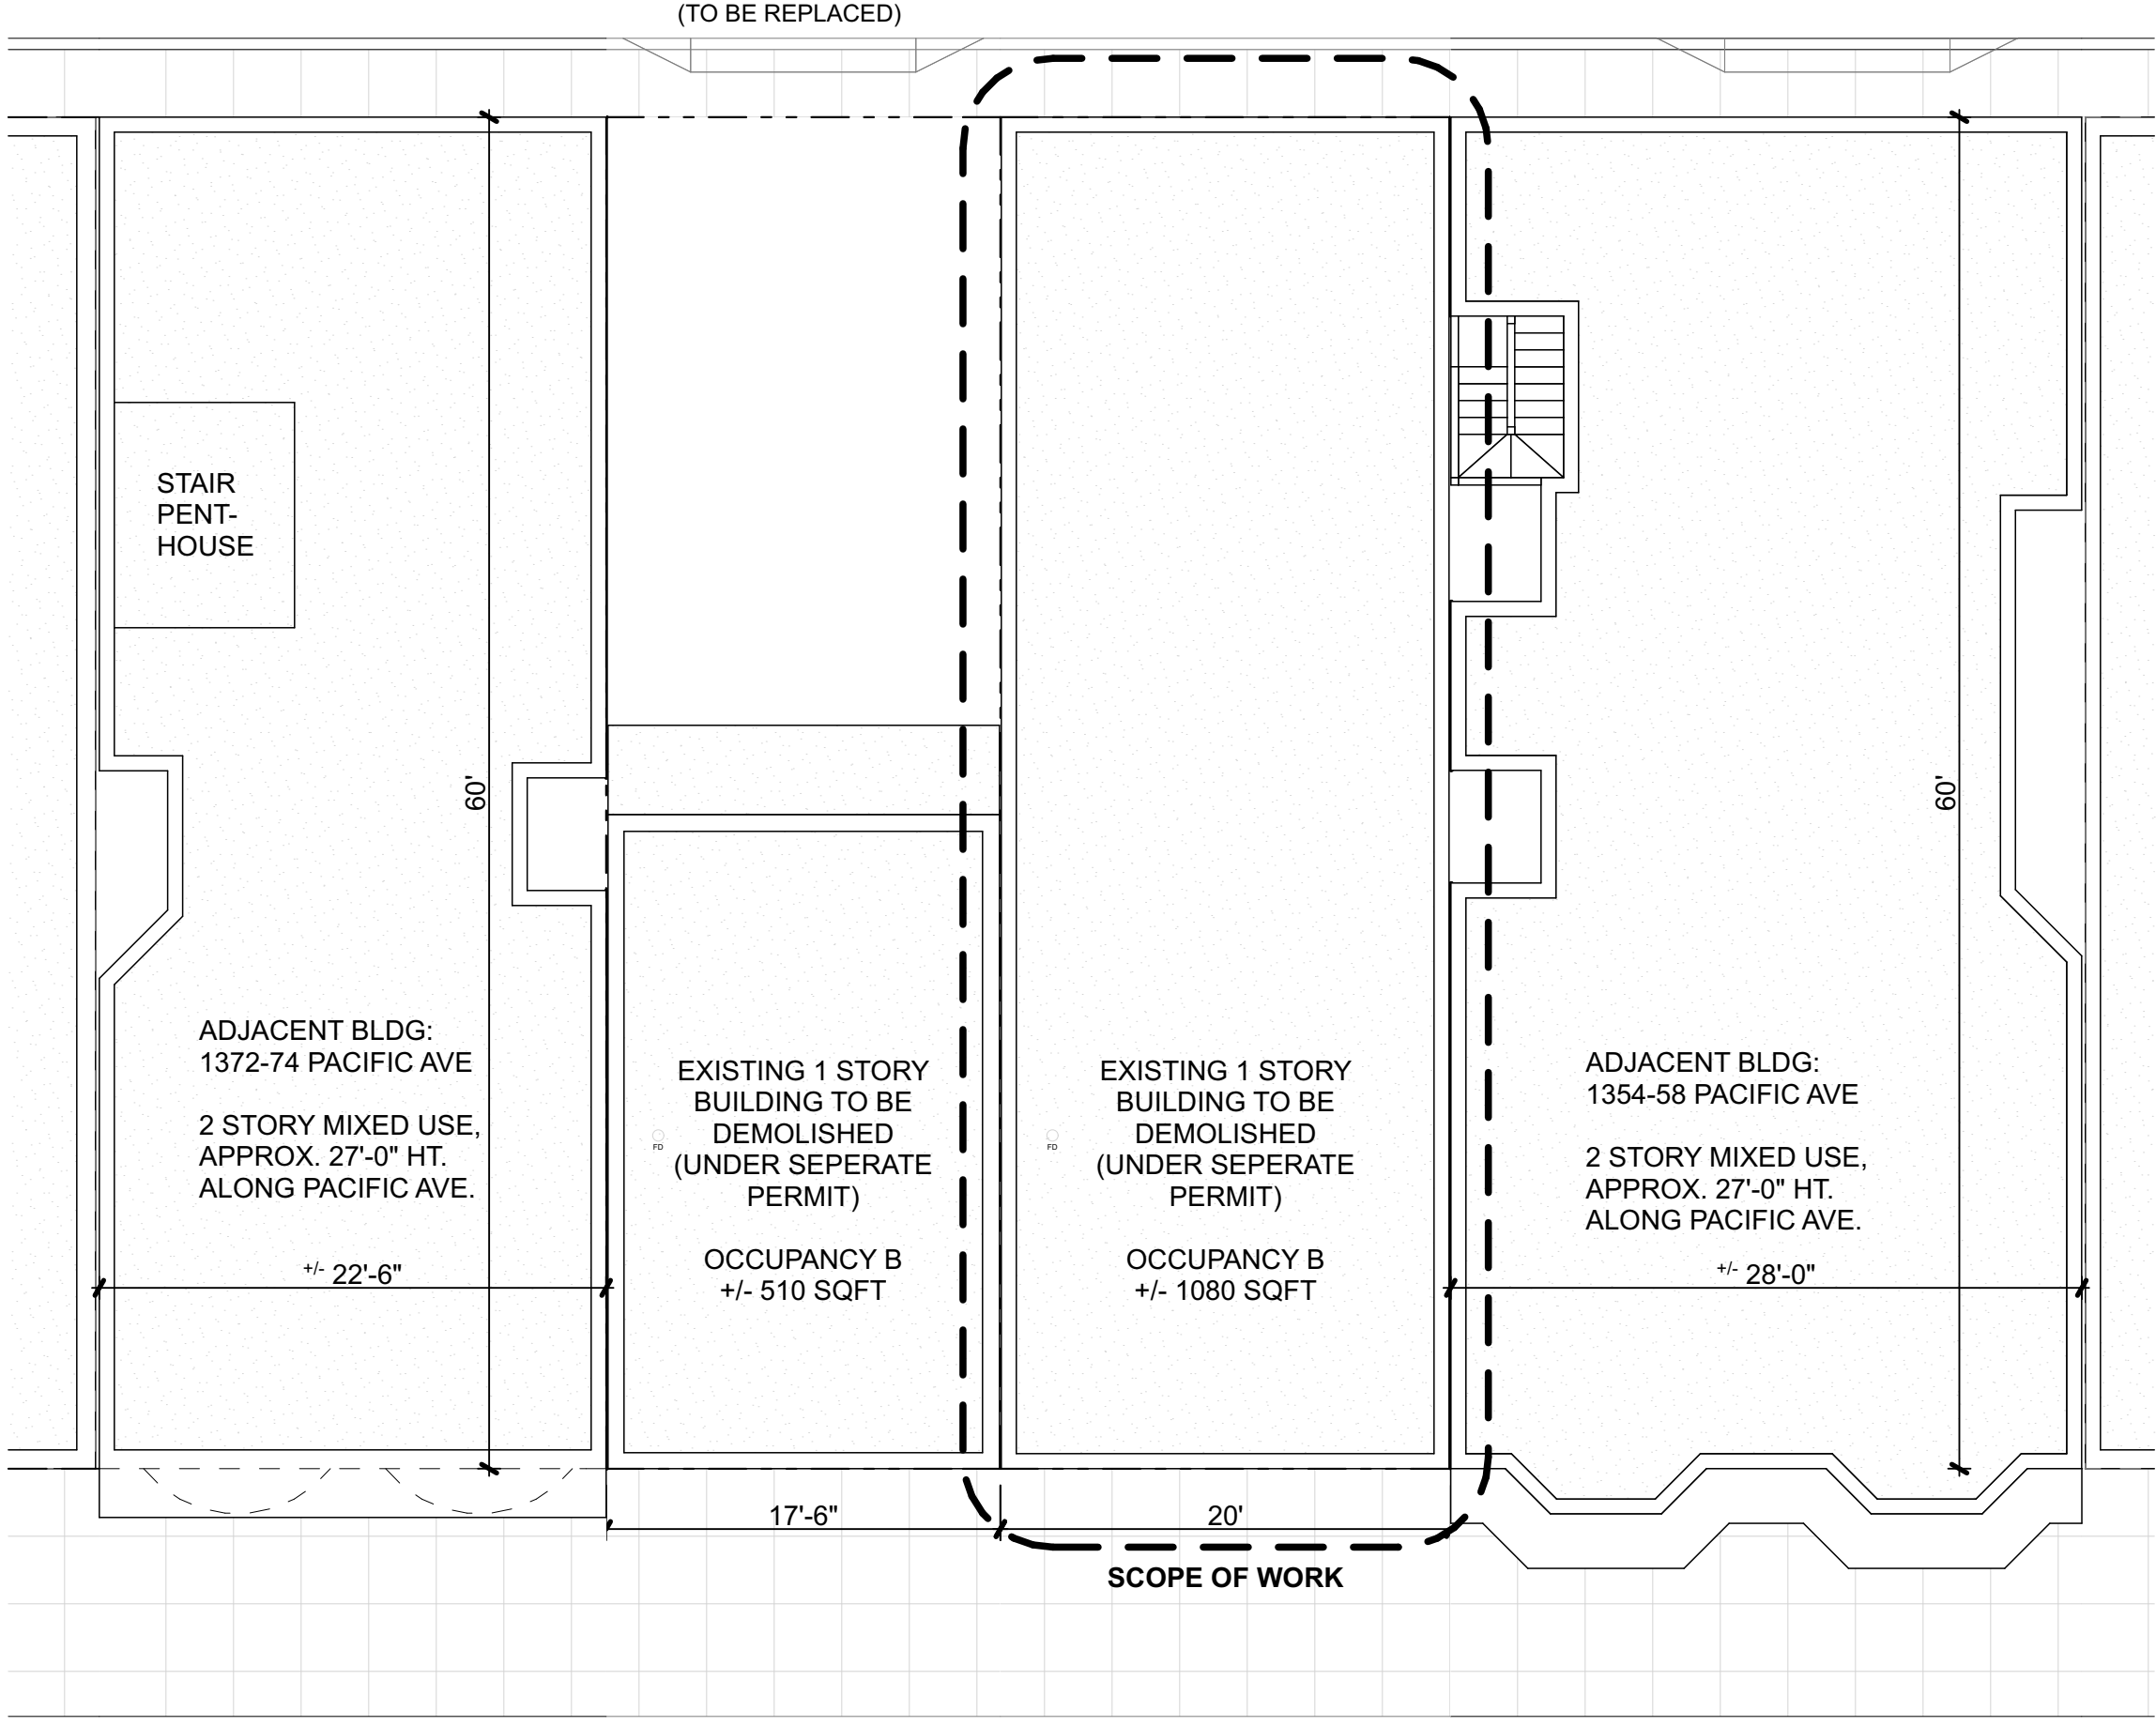 (TO BE REPLACED)
STAIR
PENT-
HOUSE
60'
60'
ADJACENT BLDG:
1372-74 PACIFIC AVE
2 STORY MIXED USE,
APPROX. 27'-0" HT.
ALONG PACIFIC AVE.
+/- 22'-6"
FD
EXISTING 1 STORY
BUILDING TO BE
DEMOLISHED
(UNDER SEPERATE
PERMIT)
OCCUPANCY B
+/- 510 SQFT
FD
EXISTING 1 STORY
BUILDING TO BE
DEMOLISHED
(UNDER SEPERATE
PERMIT)
OCCUPANCY B
+/- 1080 SQFT
ADJACENT BLDG:
1354-58 PACIFIC AVE
2 STORY MIXED USE,
APPROX. 27'-0" HT.
ALONG PACIFIC AVE.
+/- 28'-0"
17'-6"
20'
SCOPE OF WORK